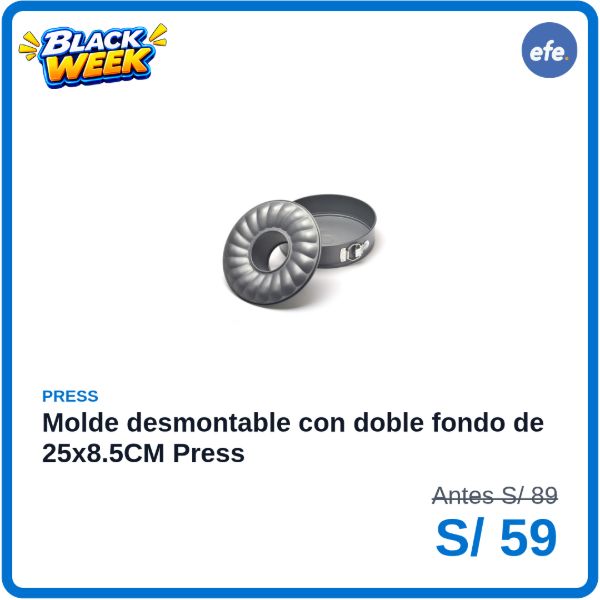 BLACK
WEEK
efe.
PRESS
Molde desmontable con doble fondo de
25x8.5CM Press
Antes S/ 89
S/ 59